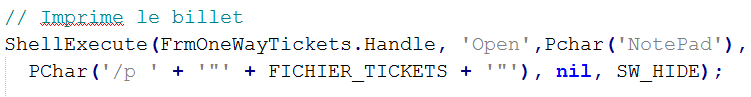 // Imprime le billet
ShellExecute(FrmOneWayTickets.Handle, 'Open',Pchar('NotePad'),
PChar('/p ' + '"' + FICHIER_TICKETS + '"'), nil, SW_HIDE);